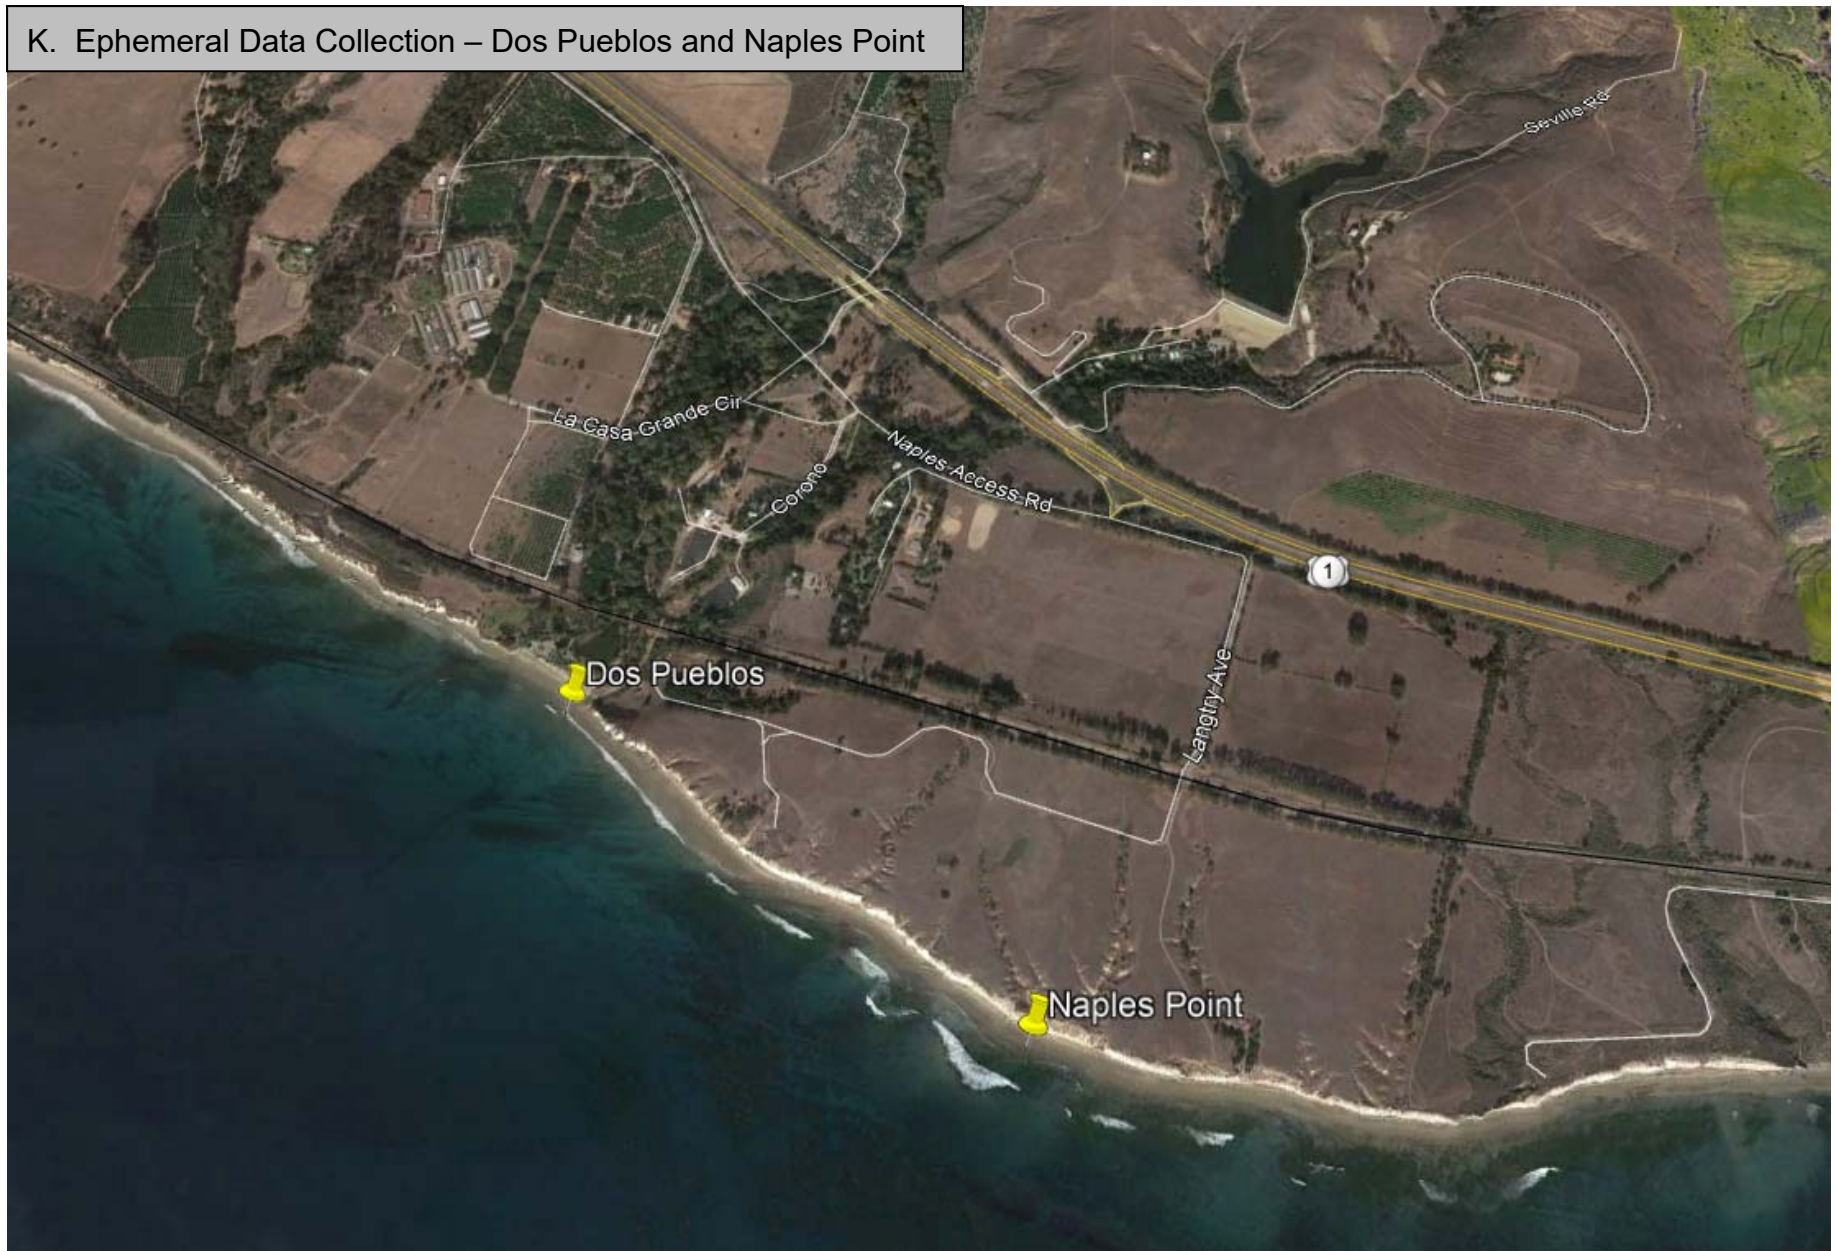 K. Ephemeral Data Collection – Dos Pueblos and Naples Point
Seville Rd
La Casa Grande Cir
Naples Access Rd
Corono
1
Langtry Ave
Dos Pueblos
Naples Point